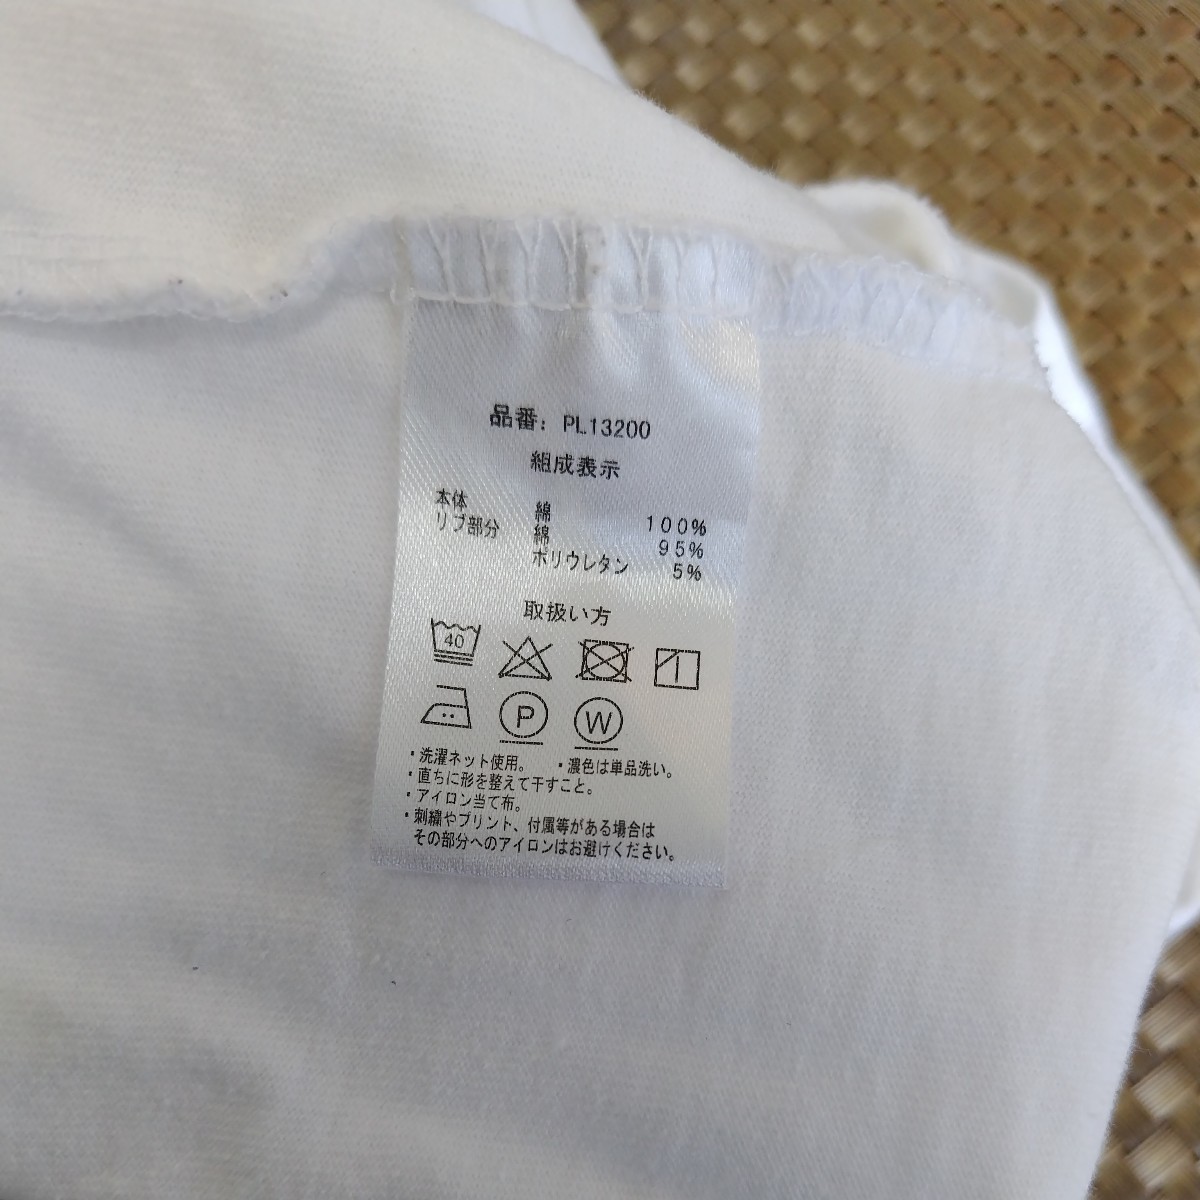 品番: PL13200
組成表示
本体 綿 100%
リブ部分 綿 95%
ポリウレタン 5%
取扱い方
40
P W
・洗濯ネット使用。 ・濃色は単品洗い。
・直ちに形を整えて干すこと。
・アイロン当て布。
・刺繍やプリント、付属等がある場合は
その部分へのアイロンはお避けください。